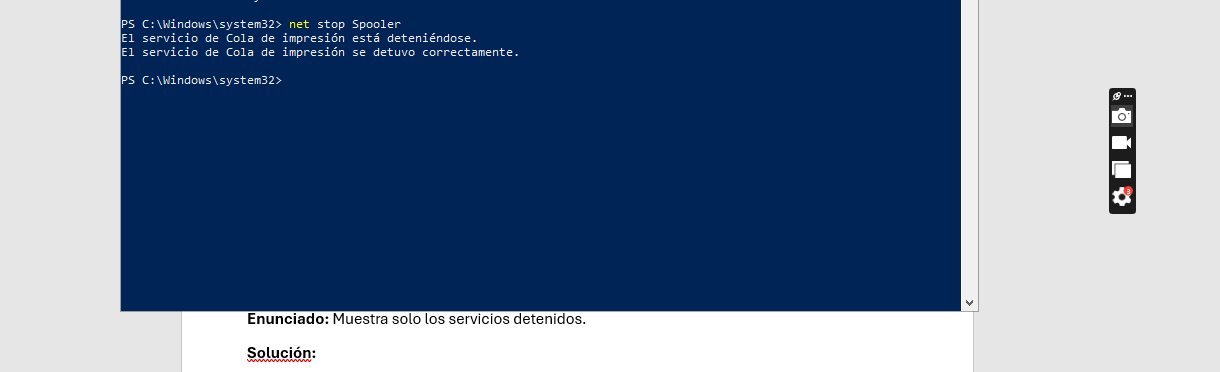 PS C:\Windows\system32> net stop Spooler
El servicio de Cola de impresión está deteniéndose.
El servicio de Cola de impresión se detuvo correctamente.
PS C:\Windows\system32>
3
Enunciado: Muestra solo los servicios detenidos.
Solución: